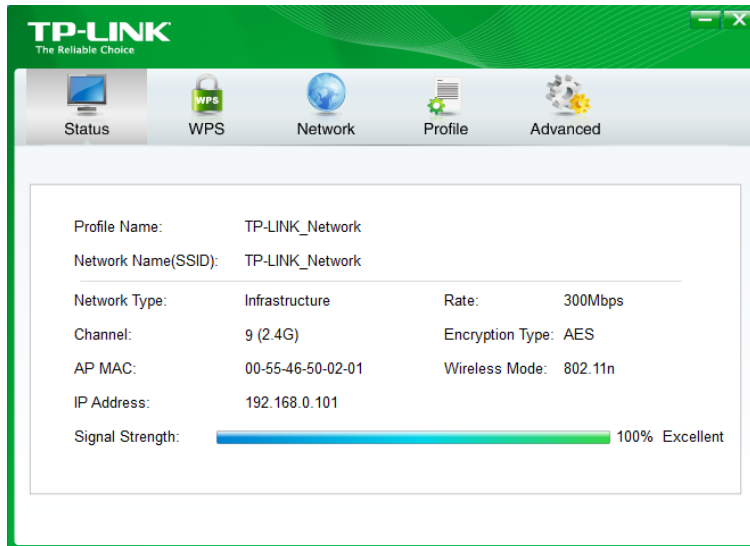 TP-LINK
The Reliable Choice
WPS
Status WPS Network Profile Advanced
Profile Name: TP-LINK_Network
Network Name(SSID): TP-LINK_Network
Network Type: Infrastructure Rate: 300Mbps
Channel: 9 (2.4G) Encryption Type: AES
AP MAC: 00-55-46-50-02-01 Wireless Mode: 802.11n
IP Address: 192.168.0.101
Signal Strength: 100% Excellent